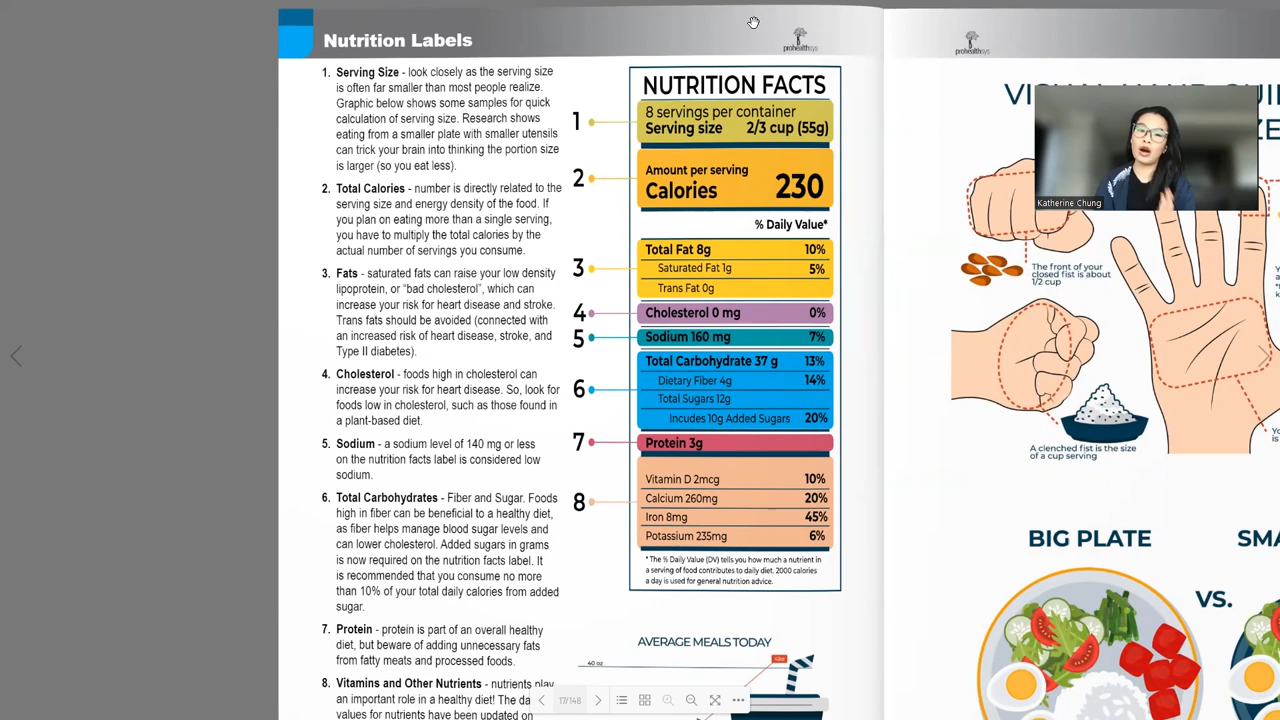 Nutrition Labels
prohealthsys
1. Serving Size - look closely as the serving size
is often far smaller than most people realize.
Graphic below shows some samples for quick
calculation of serving size. Research shows
eating from a smaller plate with smaller utensils
can trick your brain into thinking the portion size
is larger (so you eat less).
2. Total Calories - number is directly related to the
serving size and energy density of the food. If
you plan on eating more than a single serving,
you have to multiply the total calories by the
actual number of servings you consume.
3. Fats - saturated fats can raise your low density
lipoprotein, or “bad cholesterol”, which can
increase your risk for heart disease and stroke.
Trans fats should be avoided (connected with
an increased risk of heart disease, stroke, and
Type II diabetes).
4. Cholesterol - foods high in cholesterol can
increase your risk for heart disease. So, look for
foods low in cholesterol, such as those found in
a plant-based diet.
5. Sodium - a sodium level of 140 mg or less
on the nutrition facts label is considered low
sodium.
6. Total Carbohydrates - Fiber and Sugar. Foods
high in fiber can be beneficial to a healthy diet,
as fiber helps manage blood sugar levels and
can lower cholesterol. Added sugars in grams
is now required on the nutrition facts label. It
is recommended that you consume no more
than 10% of your total daily calories from added
sugar.
7. Protein - protein is part of an overall healthy
diet, but beware of adding unnecessary fats
from fatty meats and processed foods.
8. Vitamins and Other Nutrients - nutrients play
an important role in a healthy diet! The da
values for nutrients have been updated on
NUTRITION FACTS
1
8 servings per container
Serving size 2/3 cup (55g)
2
Amount per serving
Calories 230
% Daily Value*
3
Total Fat 8g 10%
Saturated Fat 1g 5%
Trans Fat 0g
4
Cholesterol 0 mg 0%
5
Sodium 160 mg 7%
6
Total Carbohydrate 37 g 13%
Dietary Fiber 4g 14%
Total Sugars 12g
Incudes 10g Added Sugars 20%
7
Protein 3g
8
Vitamin D 2mcg 10%
Calcium 260mg 20%
Iron 8mg 45%
Potassium 235mg 6%
* The % Daily Value (DV) tells you how much a nutrient in
a serving of food contributes to daily diet. 2000 calories
a day is used for general nutrition advice.
AVERAGE MEALS TODAY
40 oz
42oz
17/148
prohealthsys
Katherine Chung
The front of your
closed fist is about
1/2 cup
A clenched fist is the size
of a cup serving
BIG PLATE
VS.